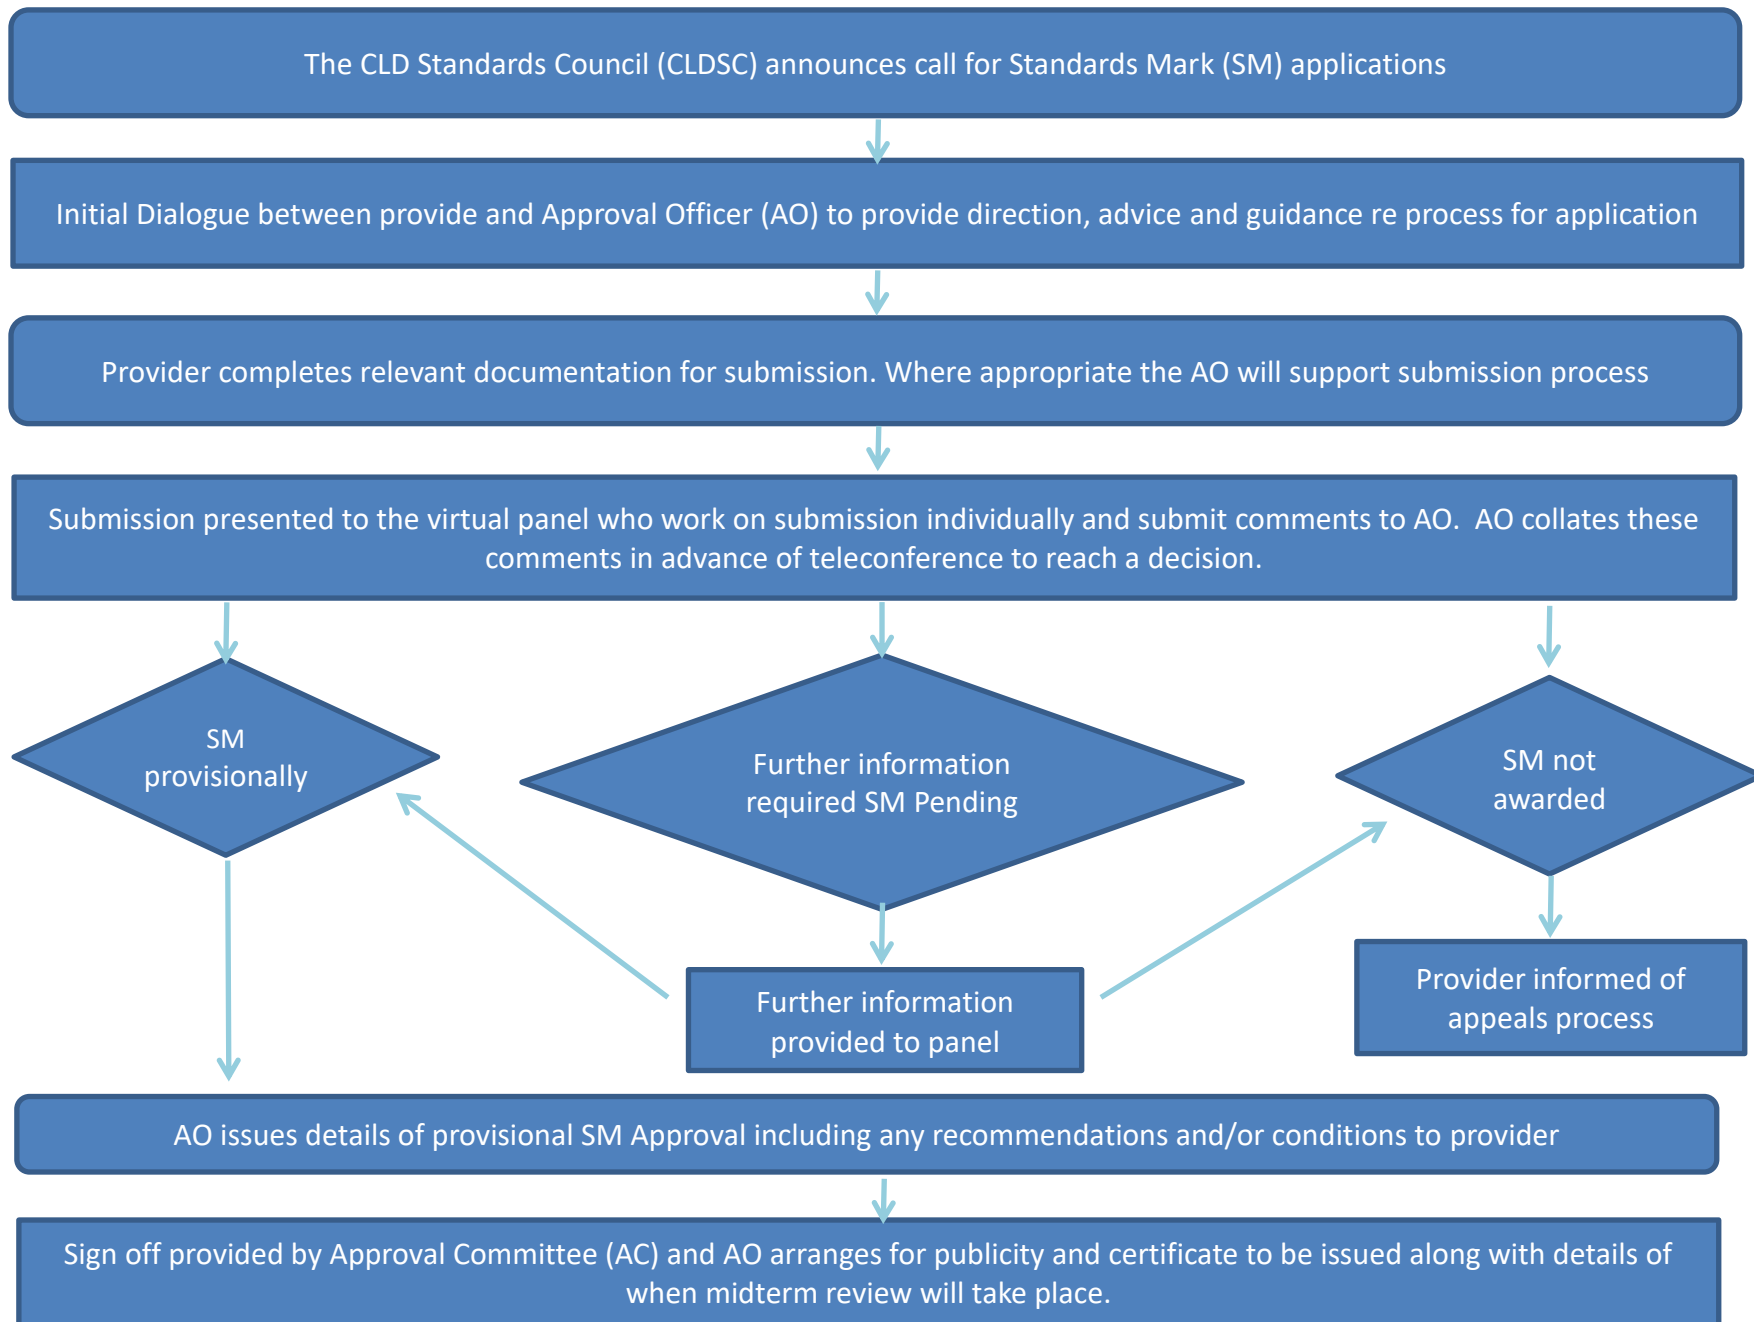 The CLD Standards Council (CLDSC) announces call for Standards Mark (SM) applications
Initial Dialogue between provide and Approval Officer (AO) to provide direction, advice and guidance re process for application
Provider completes relevant documentation for submission. Where appropriate the AO will support submission process
Submission presented to the virtual panel who work on submission individually and submit comments to AO.  AO collates these
comments in advance of teleconference to reach a decision.
SM
provisionally
Further information
required SM Pending
SM not
awarded
Further information
provided to panel
Provider informed of
appeals process
AO issues details of provisional SM Approval including any recommendations and/or conditions to provider
Sign off provided by Approval Committee (AC) and AO arranges for publicity and certificate to be issued along with details of
when midterm review will take place.